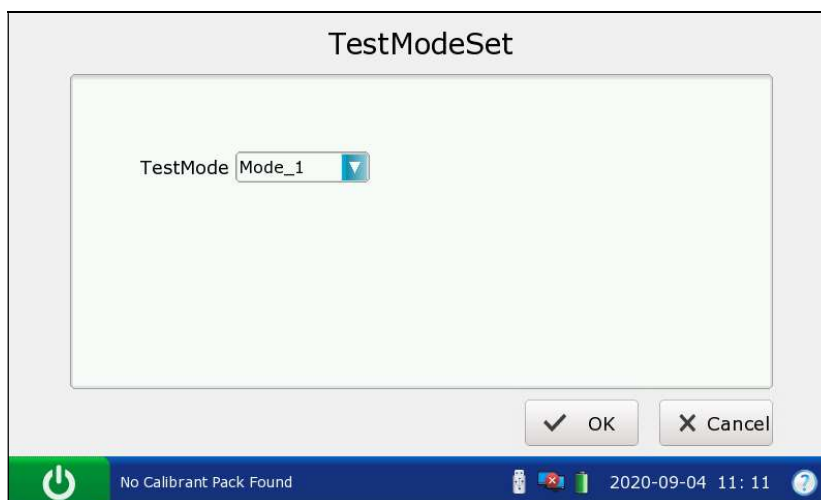 TestModeSet
TestMode Mode_1
OK Cancel
No Calibrant Pack Found 2020-09-04 11: 11 ?